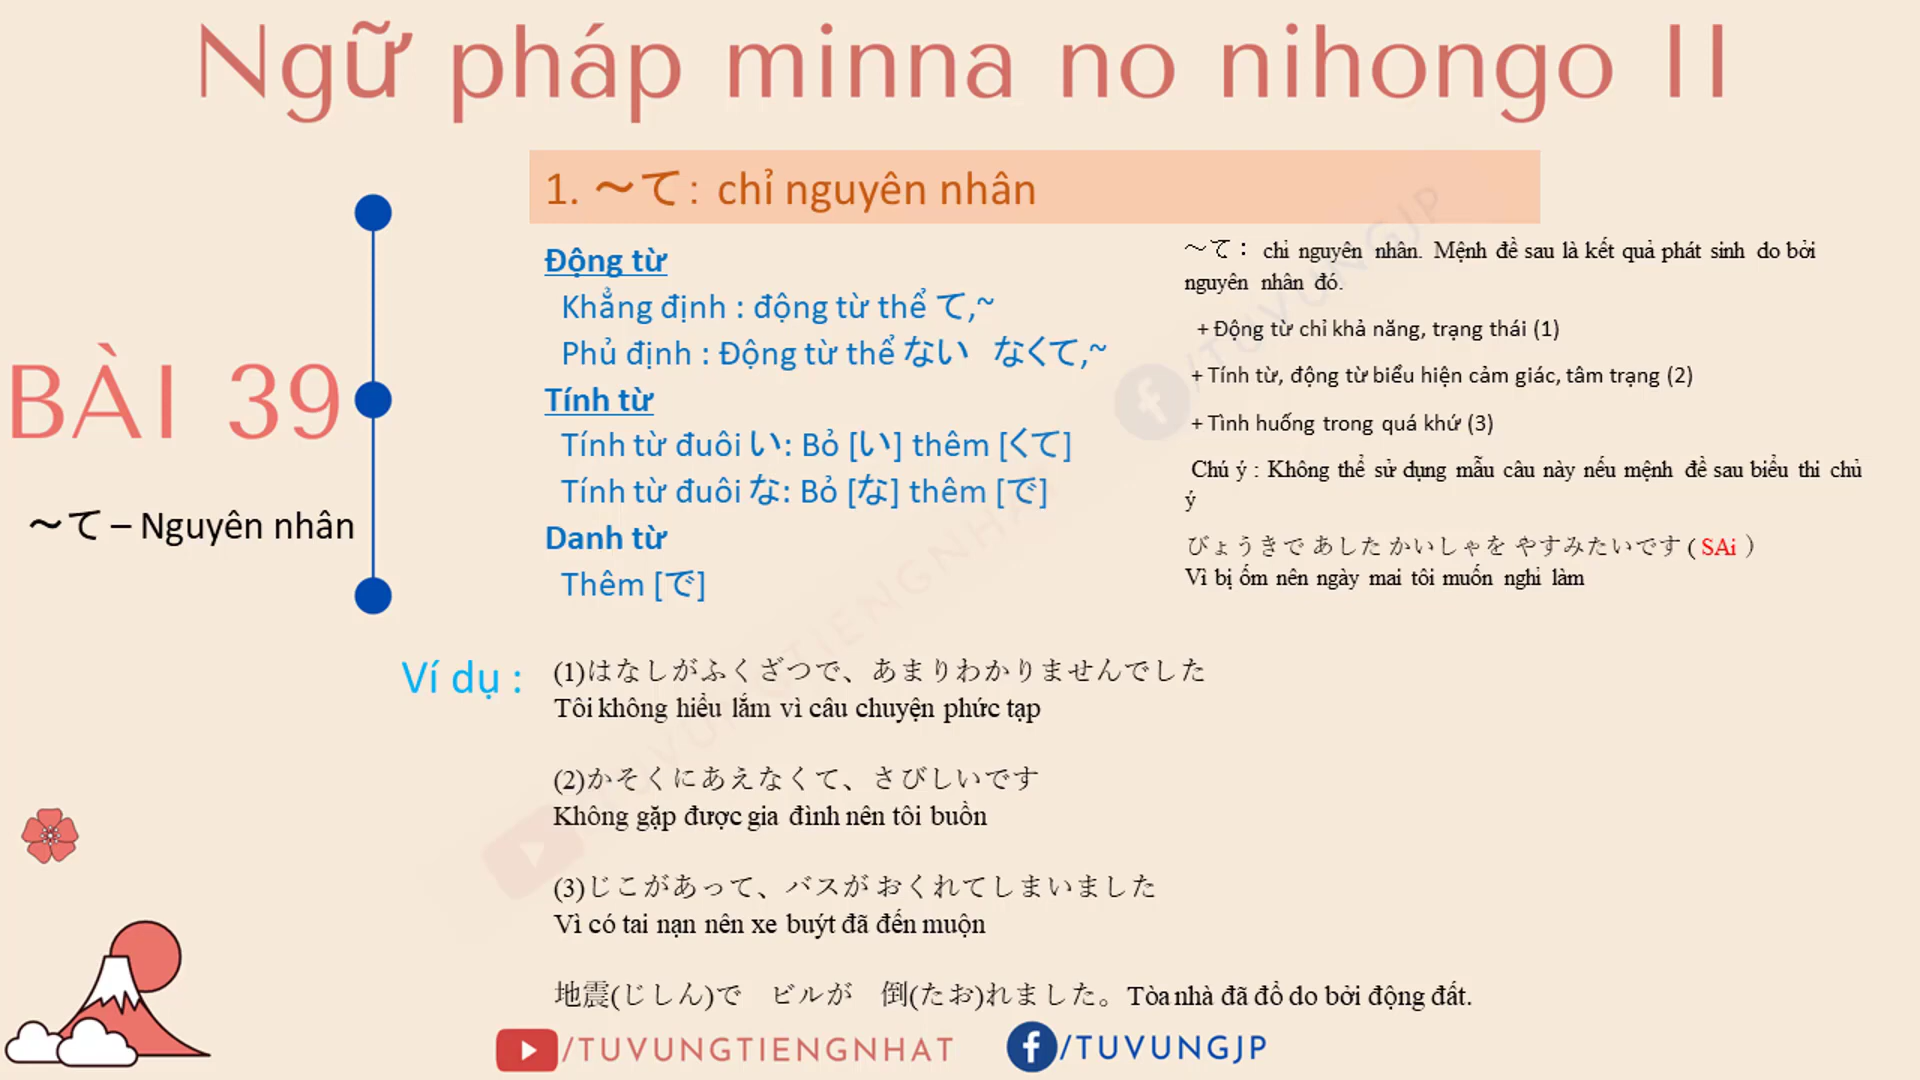 Ngữ pháp minna no nihongo II
1. ～て: chỉ nguyên nhân
BÀI 39
～て – Nguyên nhân
Động từ
Khẳng định : động từ thể て,~
Phủ định : Động từ thể ない なくて,~
Tính từ
Tính từ đuôi い: Bỏ [い] thêm [くて]
Tính từ đuôi な: Bỏ [な] thêm [で]
Danh từ
Thêm [で]
～て： chỉ nguyên nhân. Mệnh đề sau là kết quả phát sinh do bởi
nguyên nhân đó.
+ Động từ chỉ khả năng, trạng thái (1)
+ Tính từ, động từ biểu hiện cảm giác, tâm trạng (2)
+ Tình huống trong quá khứ (3)
Chú ý : Không thể sử dụng mẫu câu này nếu mệnh đề sau biểu thi chủ
ý
びょうきで あした かいしゃを やすみたいです ( SAi )
Vì bị ốm nên ngày mai tôi muốn nghỉ làm
Ví dụ :
(1)はなしがふくざつで、あまりわかりませんでした
Tôi không hiểu lắm vì câu chuyện phức tạp
(2)かそくにあえなくて、さびしいです
Không gặp được gia đình nên tôi buồn
(3)じこがあって、バスが おくれてしまいました
Vì có tai nạn nên xe buýt đã đến muộn
地震(じしん)で ビルが 倒(たお)れました。Tòa nhà đã đổ do bởi động đất.
/TUVUNGTIENGNHAT
/TUVUNGJP
/TUVUNGTIENGNHAT
/TUVUNGJP